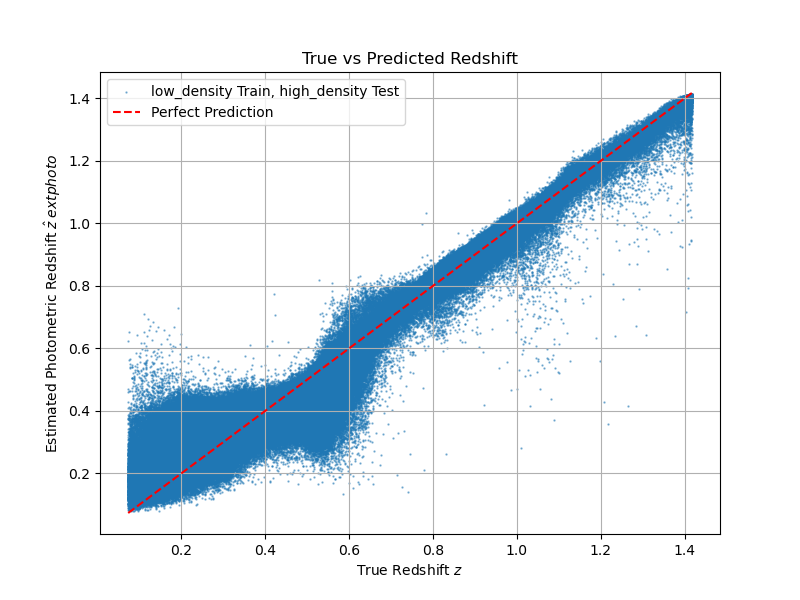 True vs Predicted Redshift
low_density Train, high_density Test
Perfect Prediction
Estimated Photometric Redshift ẑ extphoto
1.4
1.2
1.0
0.8
0.6
0.4
0.2
0.2 0.4 0.6 0.8 1.0 1.2 1.4
True Redshift z